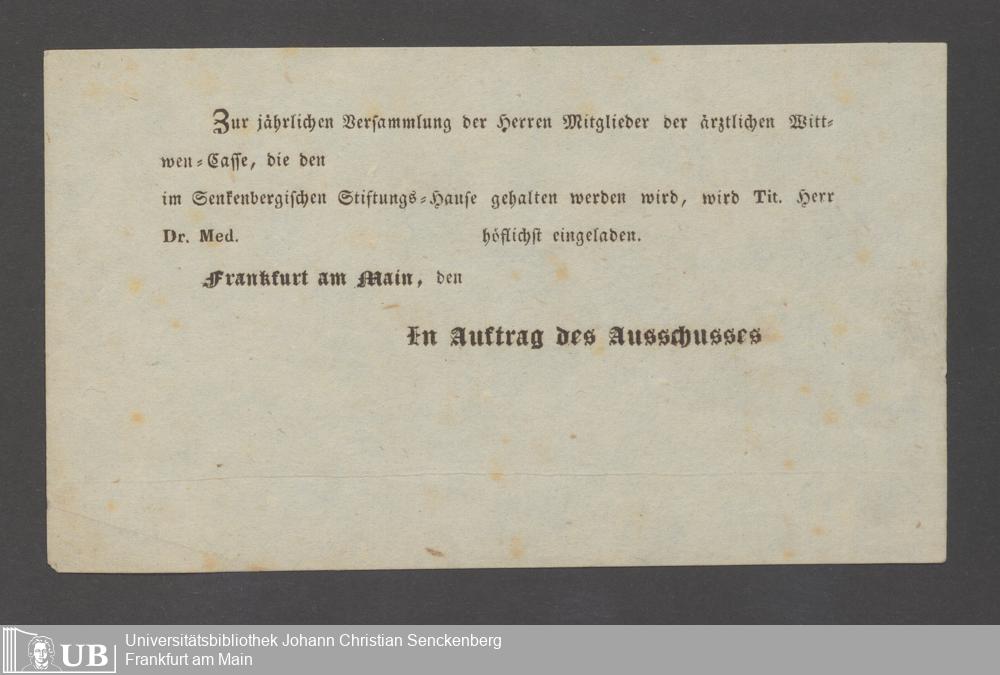 Zur jährlichen Versammlung der Herren Mitglieder der ärztlichen Witt-
wen-Casse, die den
im Senkenbergischen Stiftungs-Hause gehalten werden wird, wird Tit. Herr
Dr. Med. höflichst eingeladen.
Frankfurt am Main, den
In Auftrag des Ausschusses
UB
Universitätsbibliothek Johann Christian Senckenberg
Frankfurt am Main